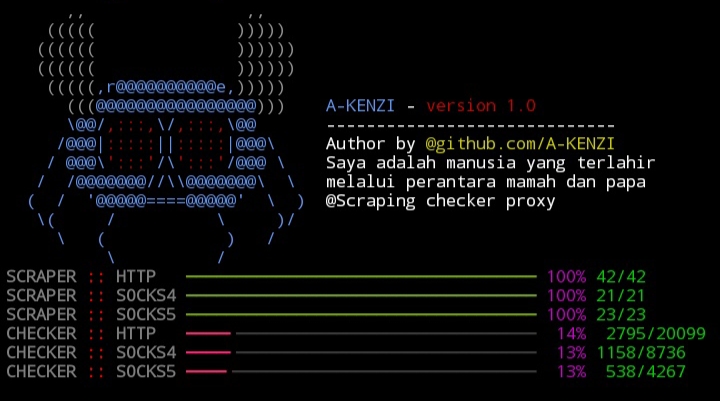 ,,                  ,,
(((((              )))))
((((((              ))))))
((((((              ))))))
(((((,r@@@@@@@@@@e,)))))
(((@@@@@@@@@@@@@@@@)))
\@@/,:::,\/,:::,\@@
/@@@|:::::||:::::|@@@\
/ @@@\':::'/\':::'/@@@ \
/  /@@@@@@@//\\@@@@@@@\  \
(  /  '@@@@@====@@@@@'  \  )
\(     /          \     )/
\   (            )   /
\          /
A-KENZI - version 1.0
-----------------------------
Author by @github.com/A-KENZI
Saya adalah manusia yang terlahir
melalui perantara mamah dan papa
@Scraping checker proxy
SCRAPER :: HTTP 100% 42/42
SCRAPER :: SOCKS4 100% 21/21
SCRAPER :: SOCKS5 100% 23/23
CHECKER :: HTTP 14% 2795/20099
CHECKER :: SOCKS4 13% 1158/8736
CHECKER :: SOCKS5 13% 538/4267